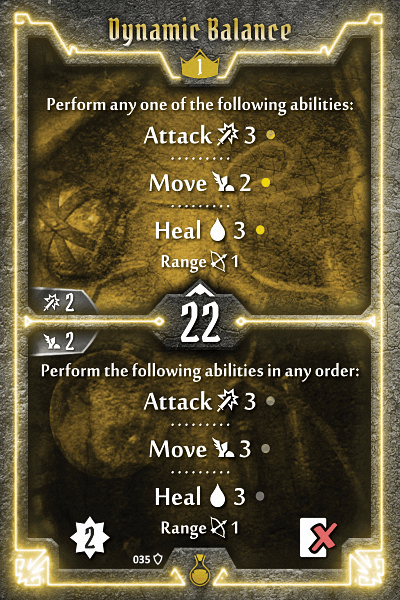 Dynamic Balance
1
Perform any one of the following abilities:
Attack 3
Move 2
Heal 3
Range 1
2
22
2
Perform the following abilities in any order:
Attack 3
Move 3
Heal 3
Range 1
2
035